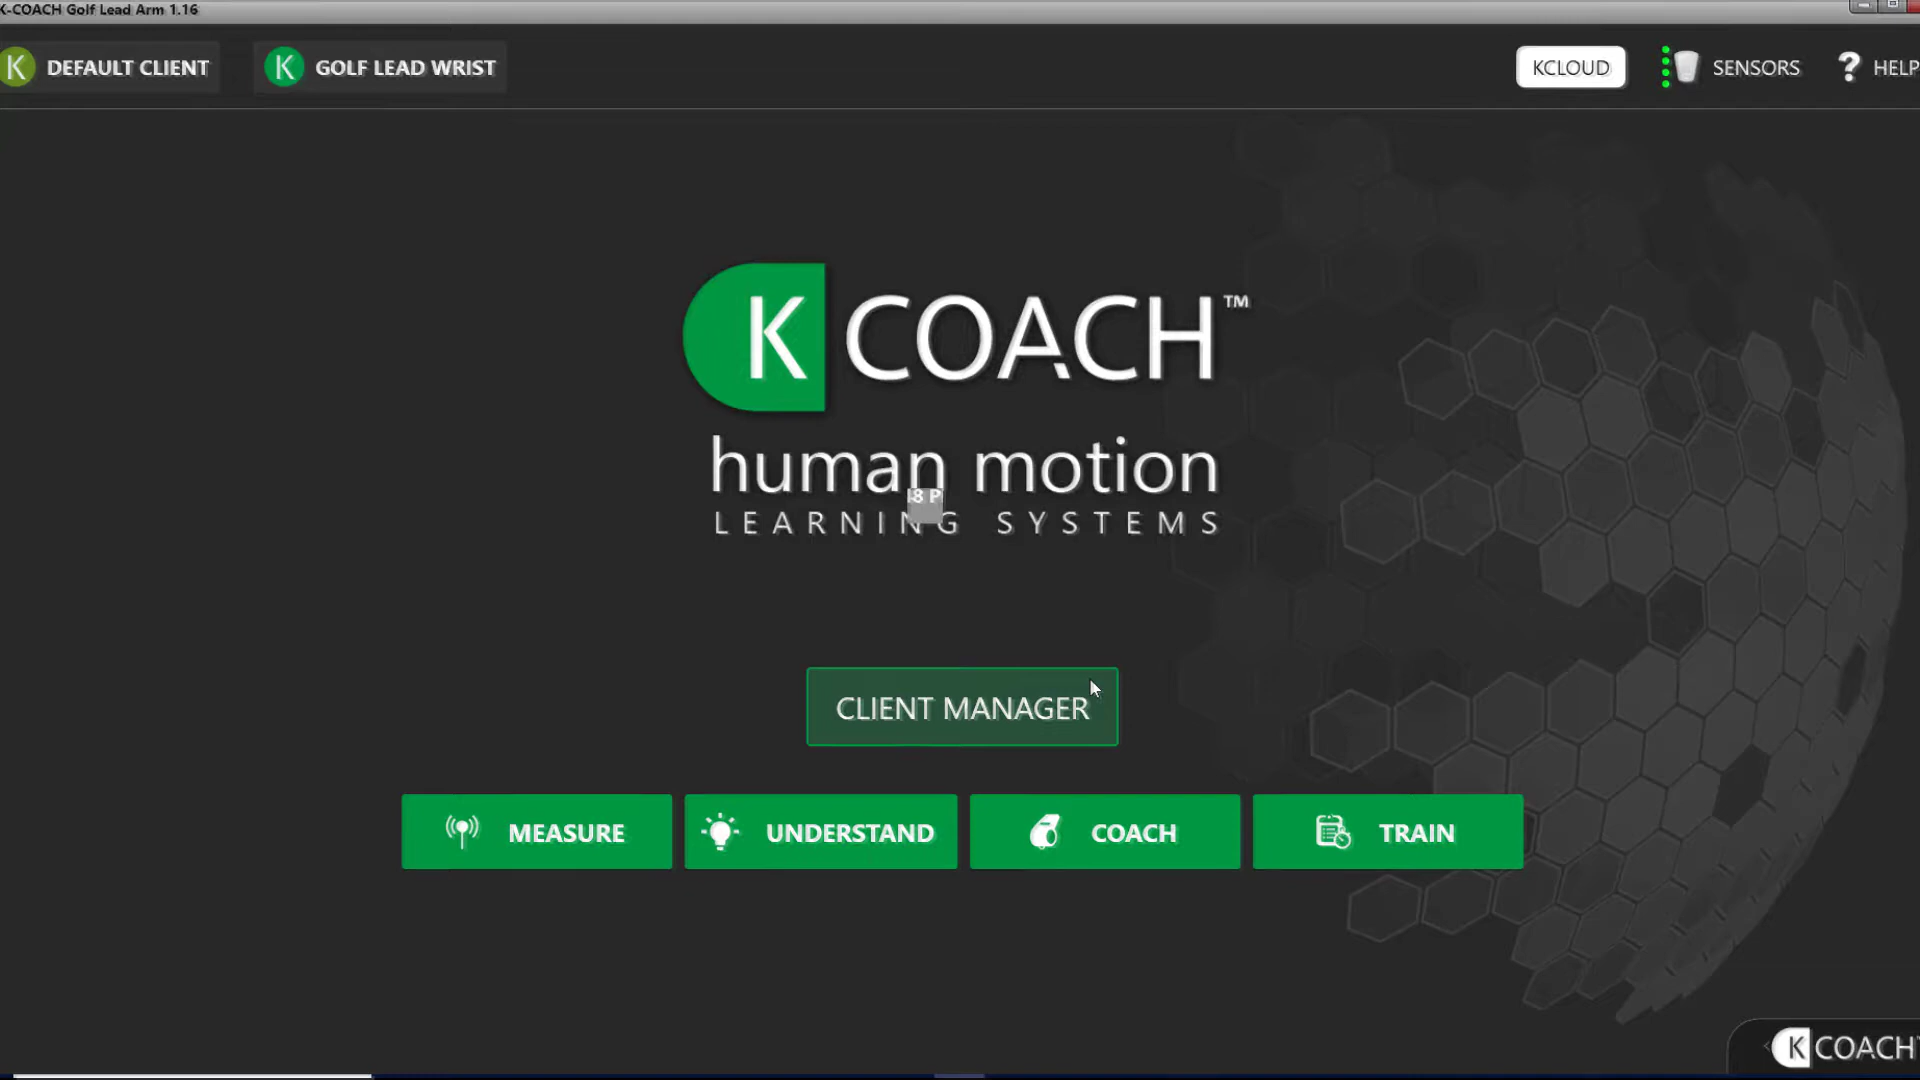 K-COACH Golf Lead Arm 1.16
K DEFAULT CLIENT
K GOLF LEAD WRIST
KCLOUD
SENSORS
? HELP
K COACH™
human motion
8 P
LEARNING SYSTEMS
CLIENT MANAGER
MEASURE
UNDERSTAND
COACH
TRAIN
K COACH